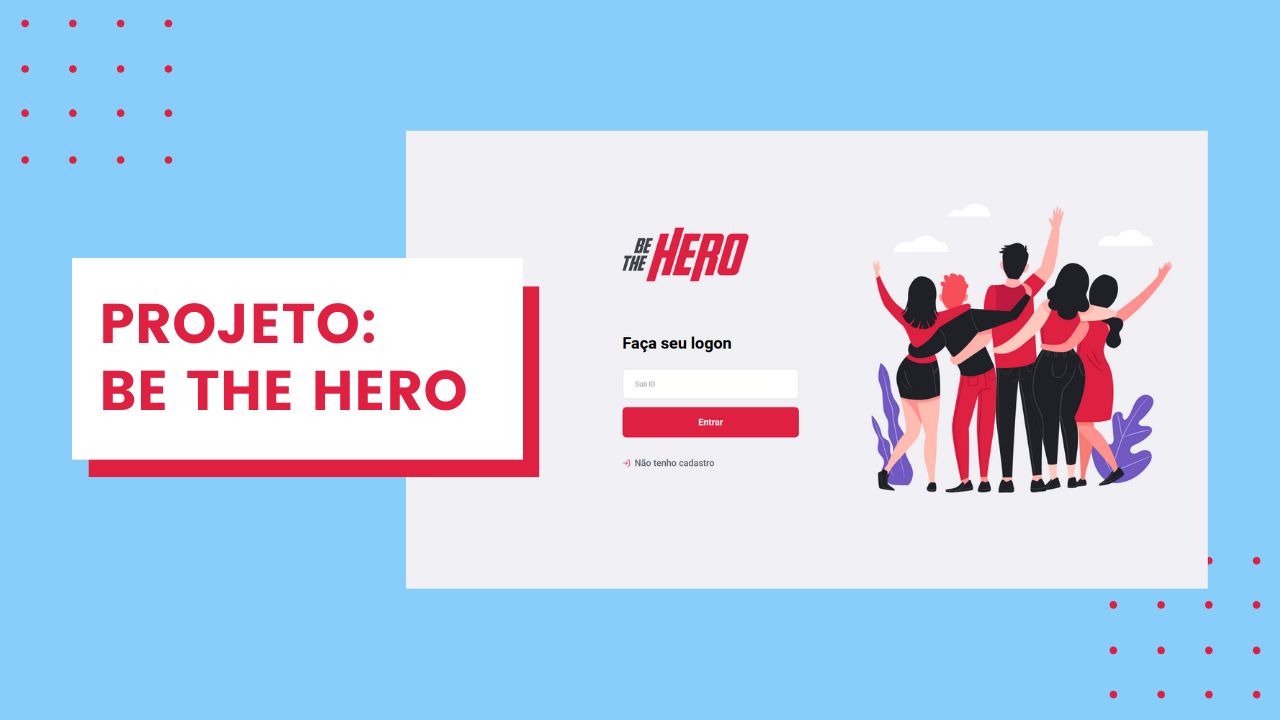 PROJETO:
BE THE HERO
BE
THE HERO
Faça seu logon
Sua ID
Entrar
Não tenho cadastro